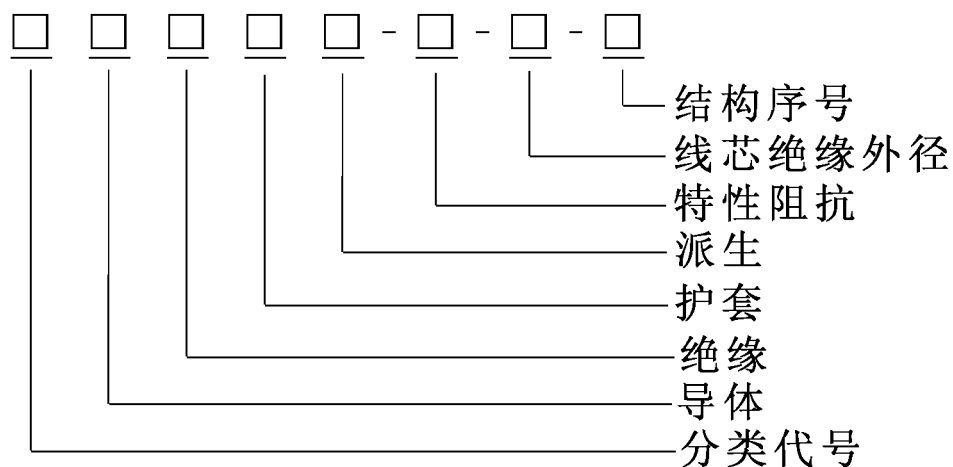 □ □ □ □ □ - □ - □ - □
结构序号
线芯绝缘外径
特性阻抗
派生
护套
绝缘
导体
分类代号